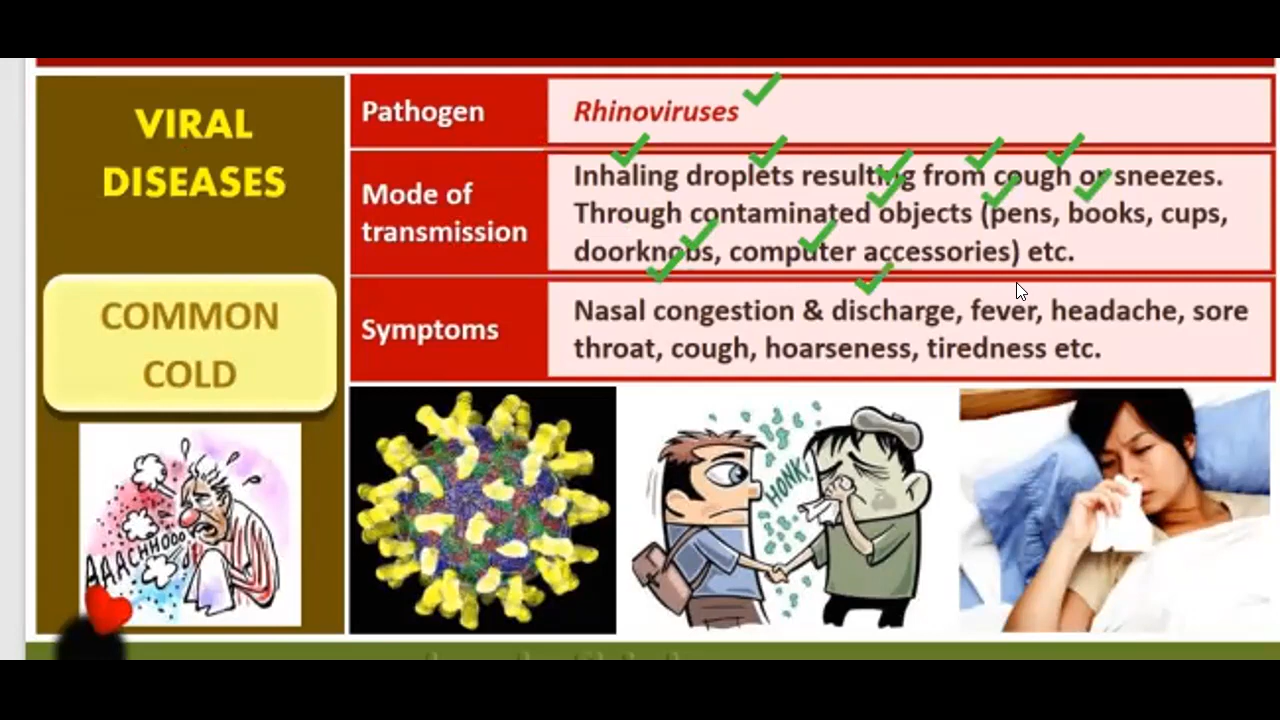 VIRAL
DISEASES
COMMON
COLD
Pathogen
Rhinoviruses
Mode of
transmission
Inhaling droplets resulting from cough or sneezes.
Through contaminated objects (pens, books, cups,
doorknobs, computer accessories) etc.
Symptoms
Nasal congestion & discharge, fever, headache, sore
throat, cough, hoarseness, tiredness etc.
AAACHHOOO
HONK!